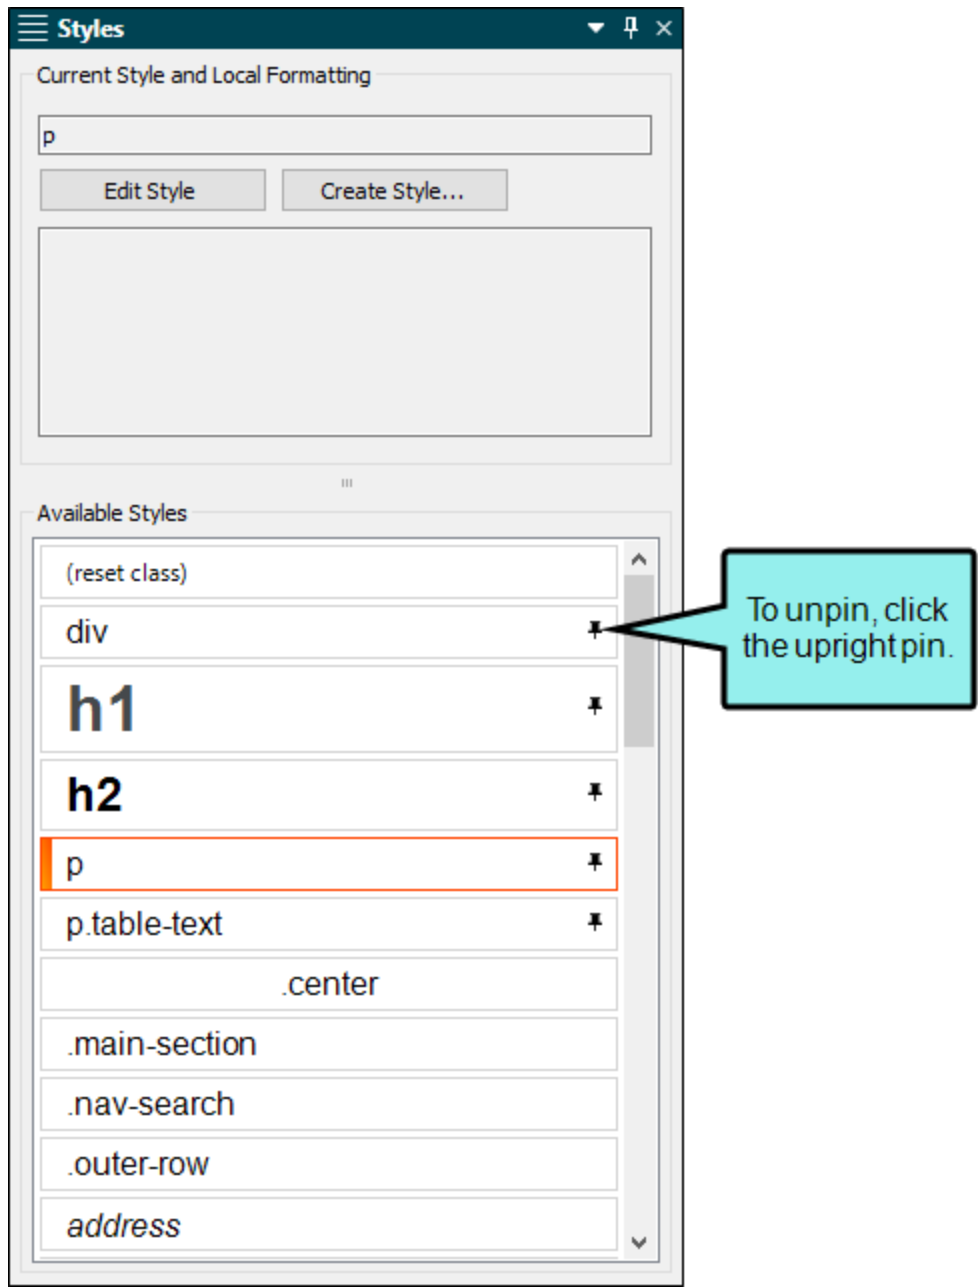 Styles
Current Style and Local Formatting
p
Edit Style
Create Style...
Available Styles
(reset class)
div
To unpin, click
the upright pin.
h1
h2
p
p.table-text
.center
.main-section
.nav-search
.outer-row
address